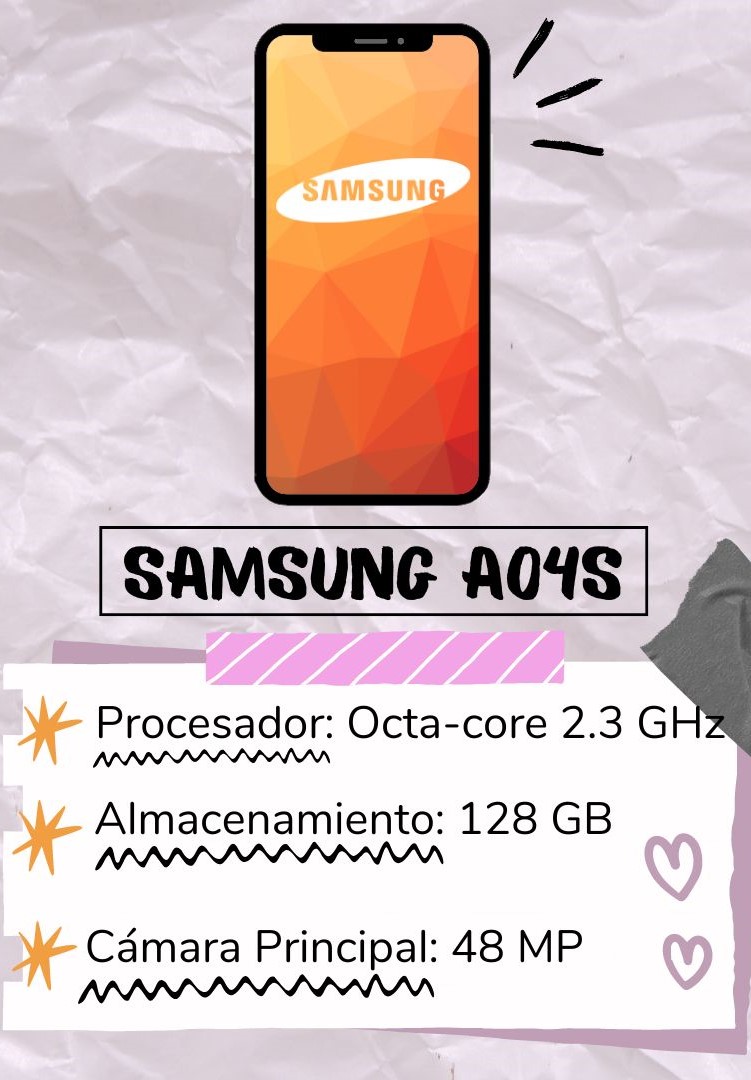 SAMSUNG
SAMSUNG A04S
Procesador: Octa-core 2.3 GHz
Almacenamiento: 128 GB
Cámara Principal: 48 MP